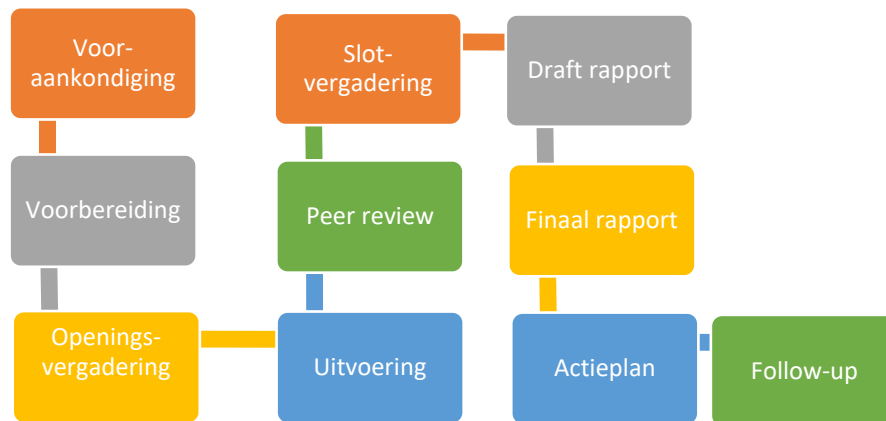 Voor-
aankondiging
Voorbereiding
Openings-
vergadering
Uitvoering
Peer review
Slot-
vergadering
Draft rapport
Finaal rapport
Actieplan
Follow-up